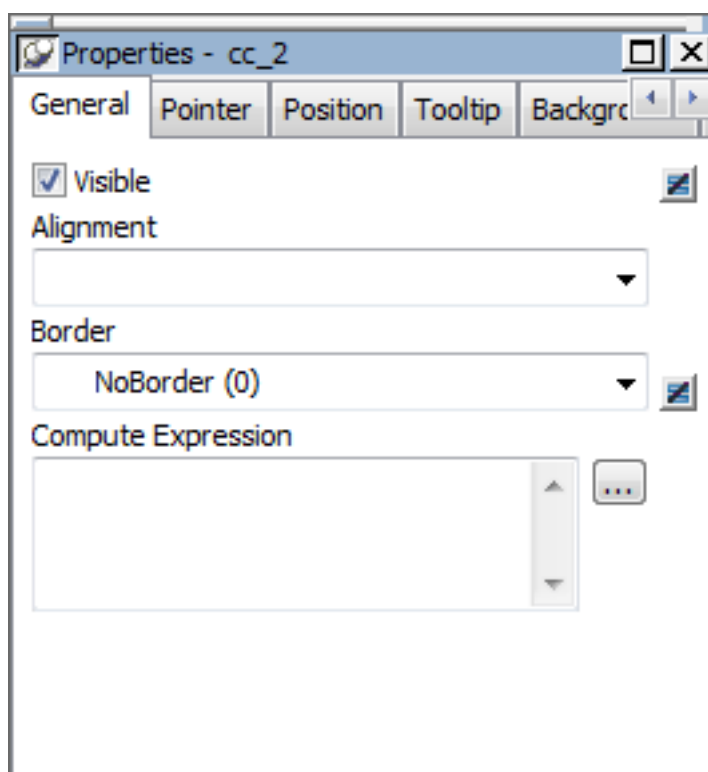 Properties - cc_2
General Pointer Position Tooltip
Visible
Alignment
Border
NoBorder (0)
Compute Expression
...